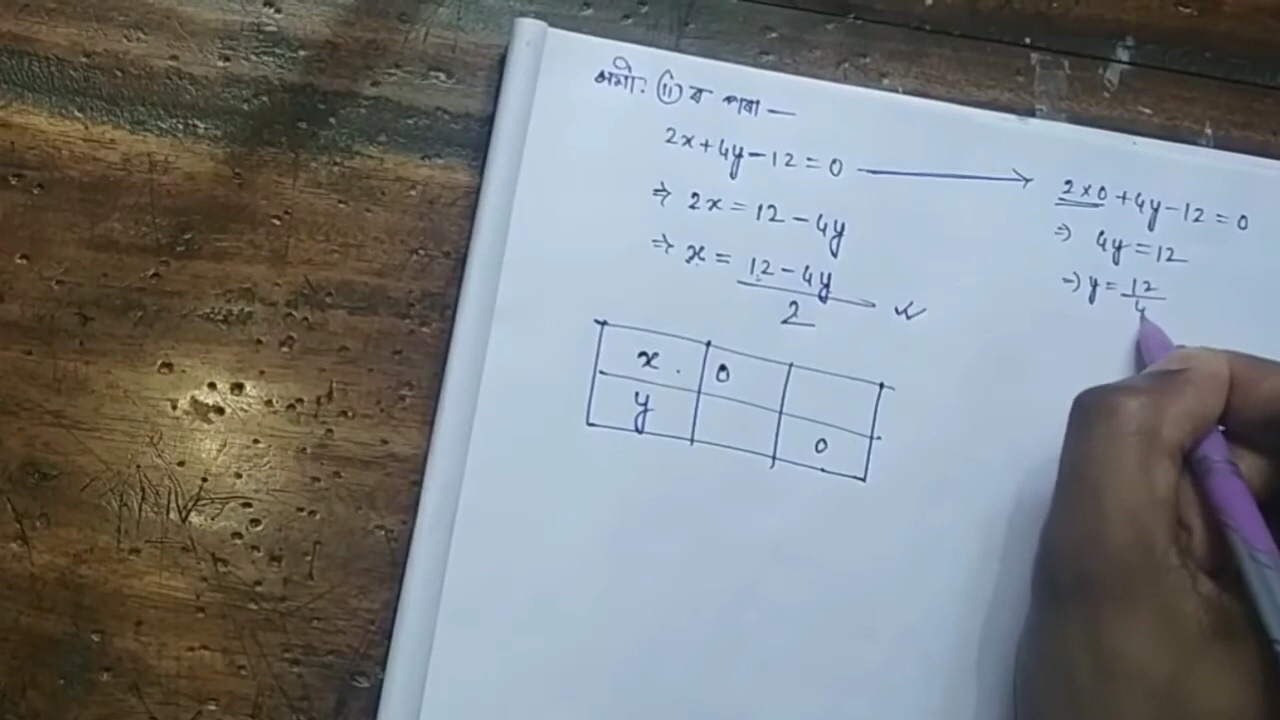 সমী: (ii) ৰ পৰা —
2x + 4y - 12 = 0 ⟶
⇒ 2x = 12 - 4y
⇒ x = (12 - 4y)/2 ✓
2×0 + 4y - 12 = 0
⇒ 4y = 12
⇒ y = 12/4
x 0
y 0